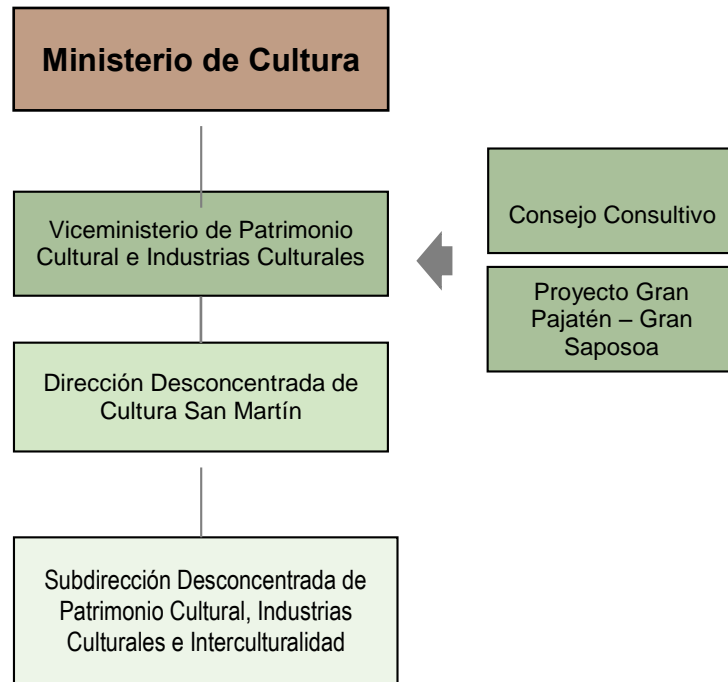 Ministerio de Cultura
Viceministerio de Patrimonio
Cultural e Industrias Culturales
Consejo Consultivo
Proyecto Gran
Pajatén – Gran
Saposoa
Dirección Desconcentrada de
Cultura San Martín
Subdirección Desconcentrada de
Patrimonio Cultural, Industrias
Culturales e Interculturalidad